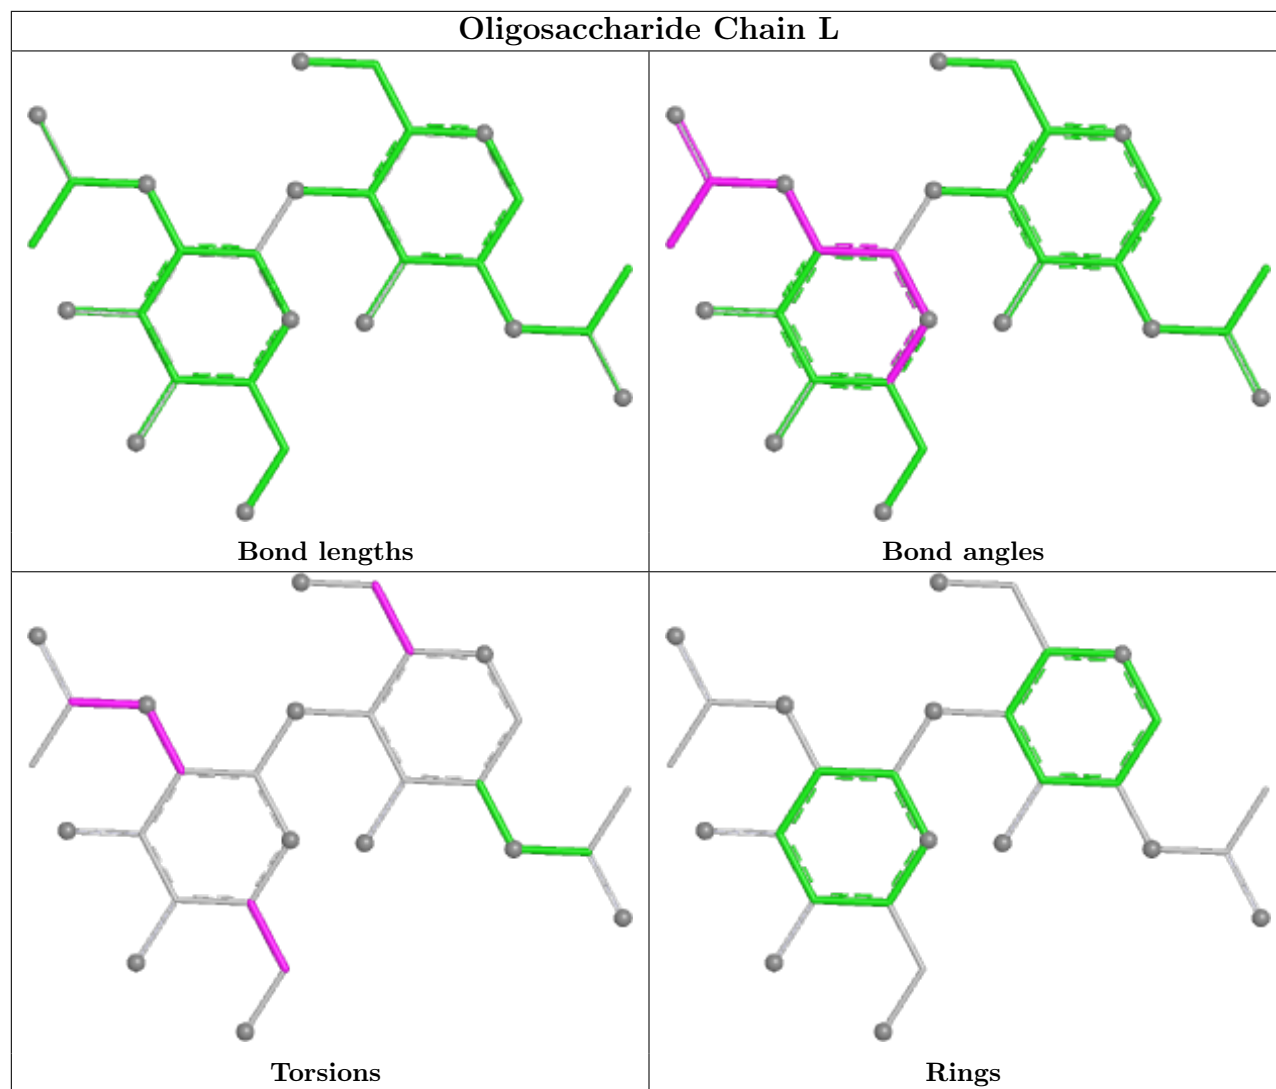 Oligosaccharide Chain L
Bond lengths
Bond angles
Torsions
Rings